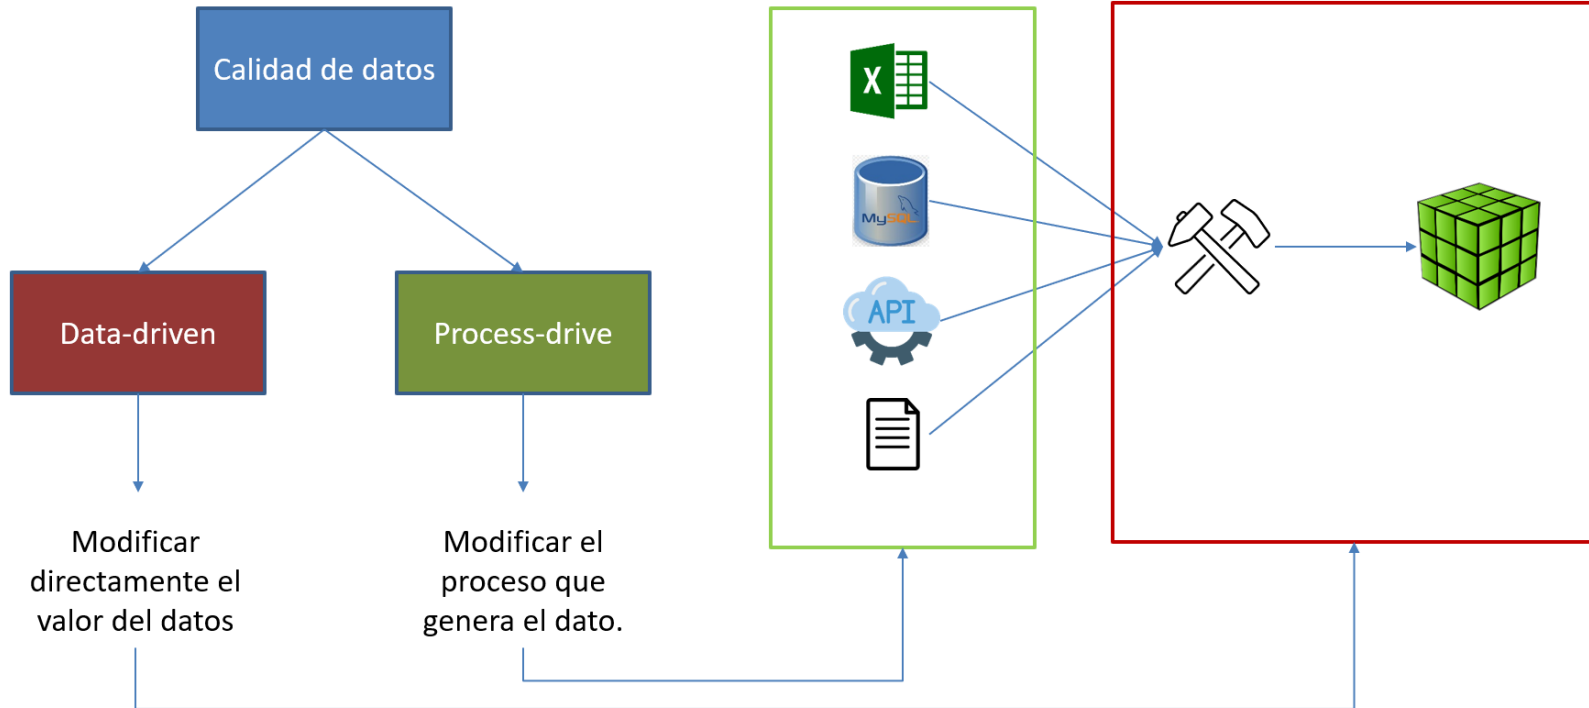 Calidad de datos
Data-driven
Process-drive
Modificar
directamente el
valor del datos
Modificar el
proceso que
genera el dato.
X
MySQL
API